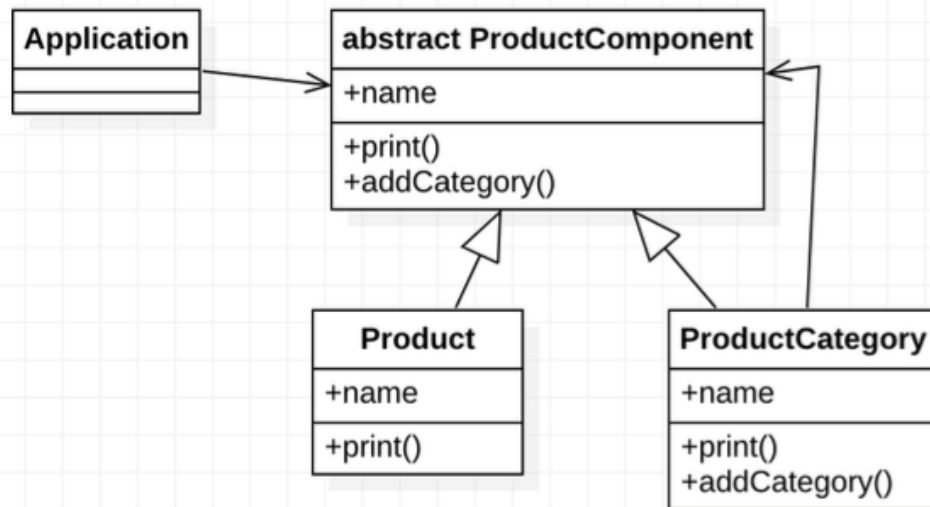 Application
abstract ProductComponent
+name
+print()
+addCategory()
Product
+name
+print()
ProductCategory
+name
+print()
+addCategory()